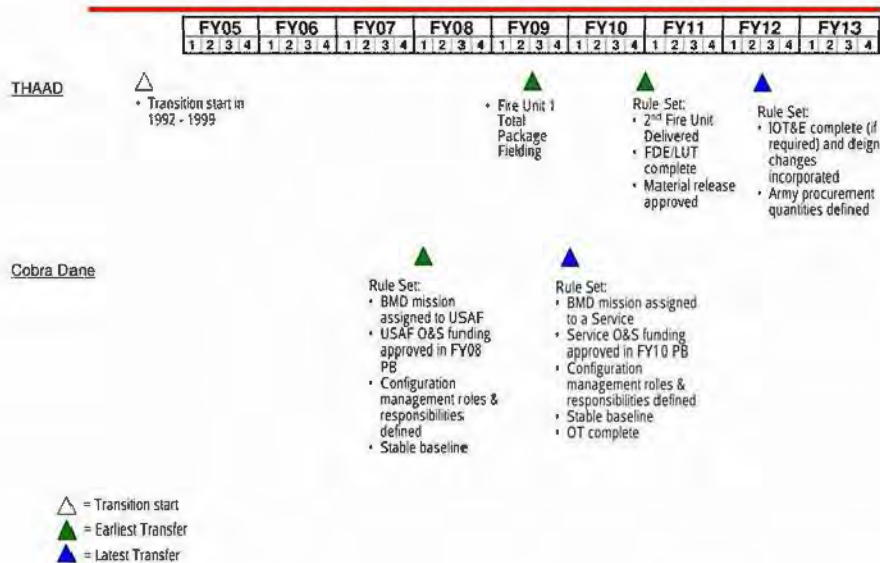 FY05 FY06 FY07 FY08 FY09 FY10 FY11 FY12 FY13
1 2 3 4 1 2 3 4 1 2 3 4 1 2 3 4 1 2 3 4 1 2 3 4 1 2 3 4 1 2 3 4 1 2 3 4
THAAD
• Transition start in
1992 - 1999
• Fire Unit 1
Total
Package
Fielding
Rule Set:
• 2nd Fire Unit
Delivered
• FDE/LUT
complete
• Material release
approved
Rule Set:
• IOT&E complete (if
required) and deign
changes
incorporated
• Army procurement
quantities defined
Cobra Dane
Rule Set:
• BMD mission
assigned to USAF
• USAF O&S funding
approved in FY08
PB
• Configuration
management roles &
responsibilities
defined
• Stable baseline
Rule Set:
• BMD mission assigned
to a Service
• Service O&S funding
approved in FY10 PB
• Configuration
management roles &
responsibilities defined
• Stable baseline
• OT complete
= Transition start
= Earliest Transfer
= Latest Transfer